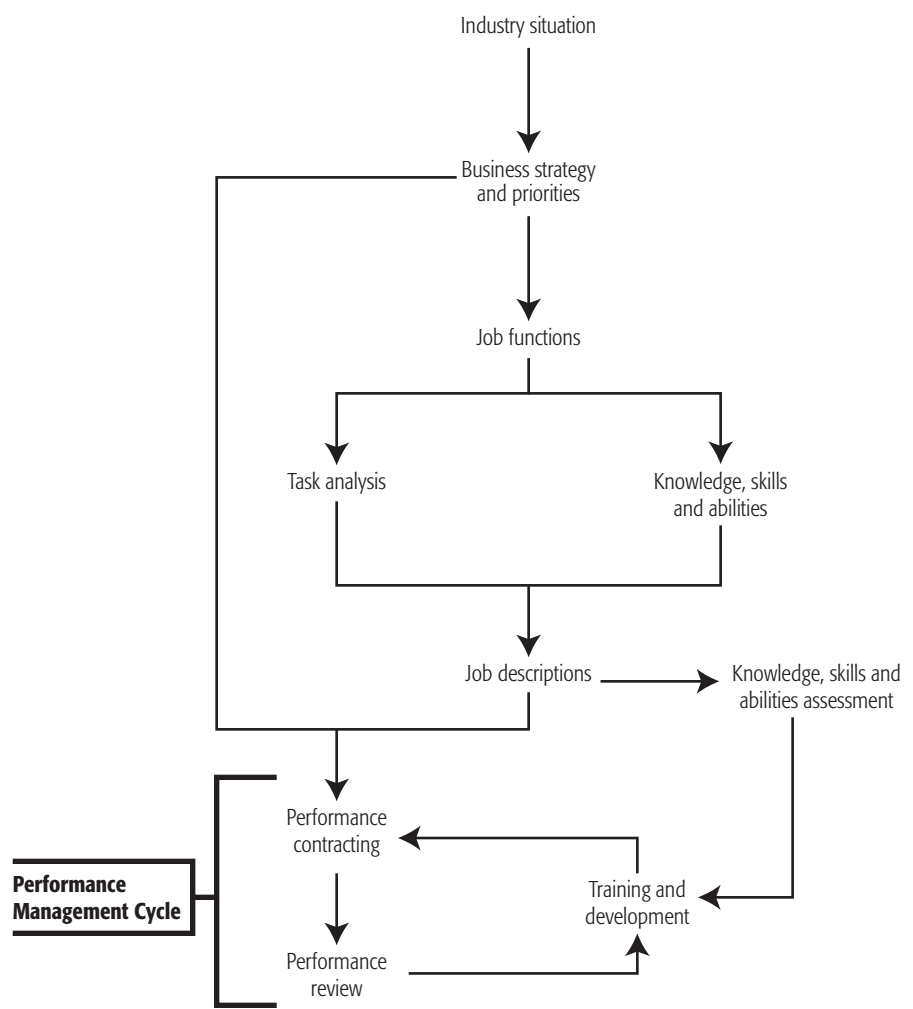 Industry situation
Business strategy
and priorities
Job functions
Task analysis
Knowledge, skills
and abilities
Job descriptions
Knowledge, skills and
abilities assessment
Performance
contracting
Performance
Management Cycle
Training and
development
Performance
review